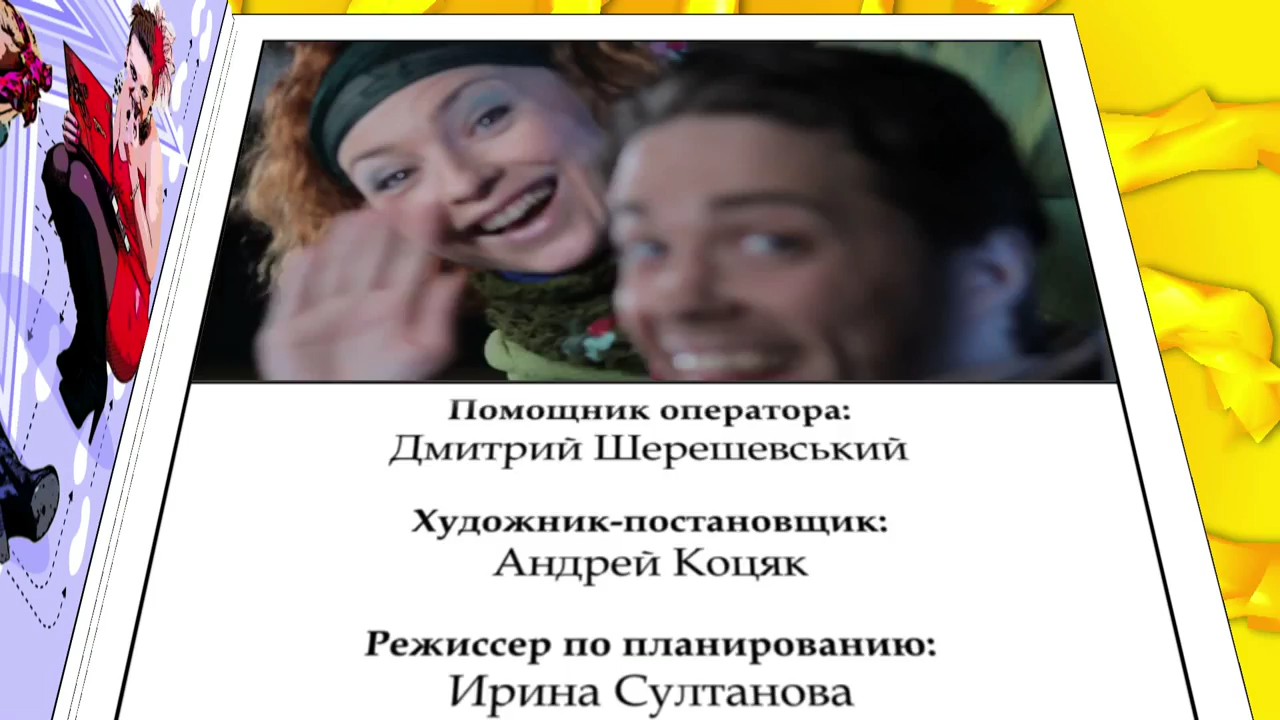 Помощник оператора:
Дмитрий Шерешевський
Художник-постановщик:
Андрей Коцяк
Режиссер по планированию:
Ирина Султанова